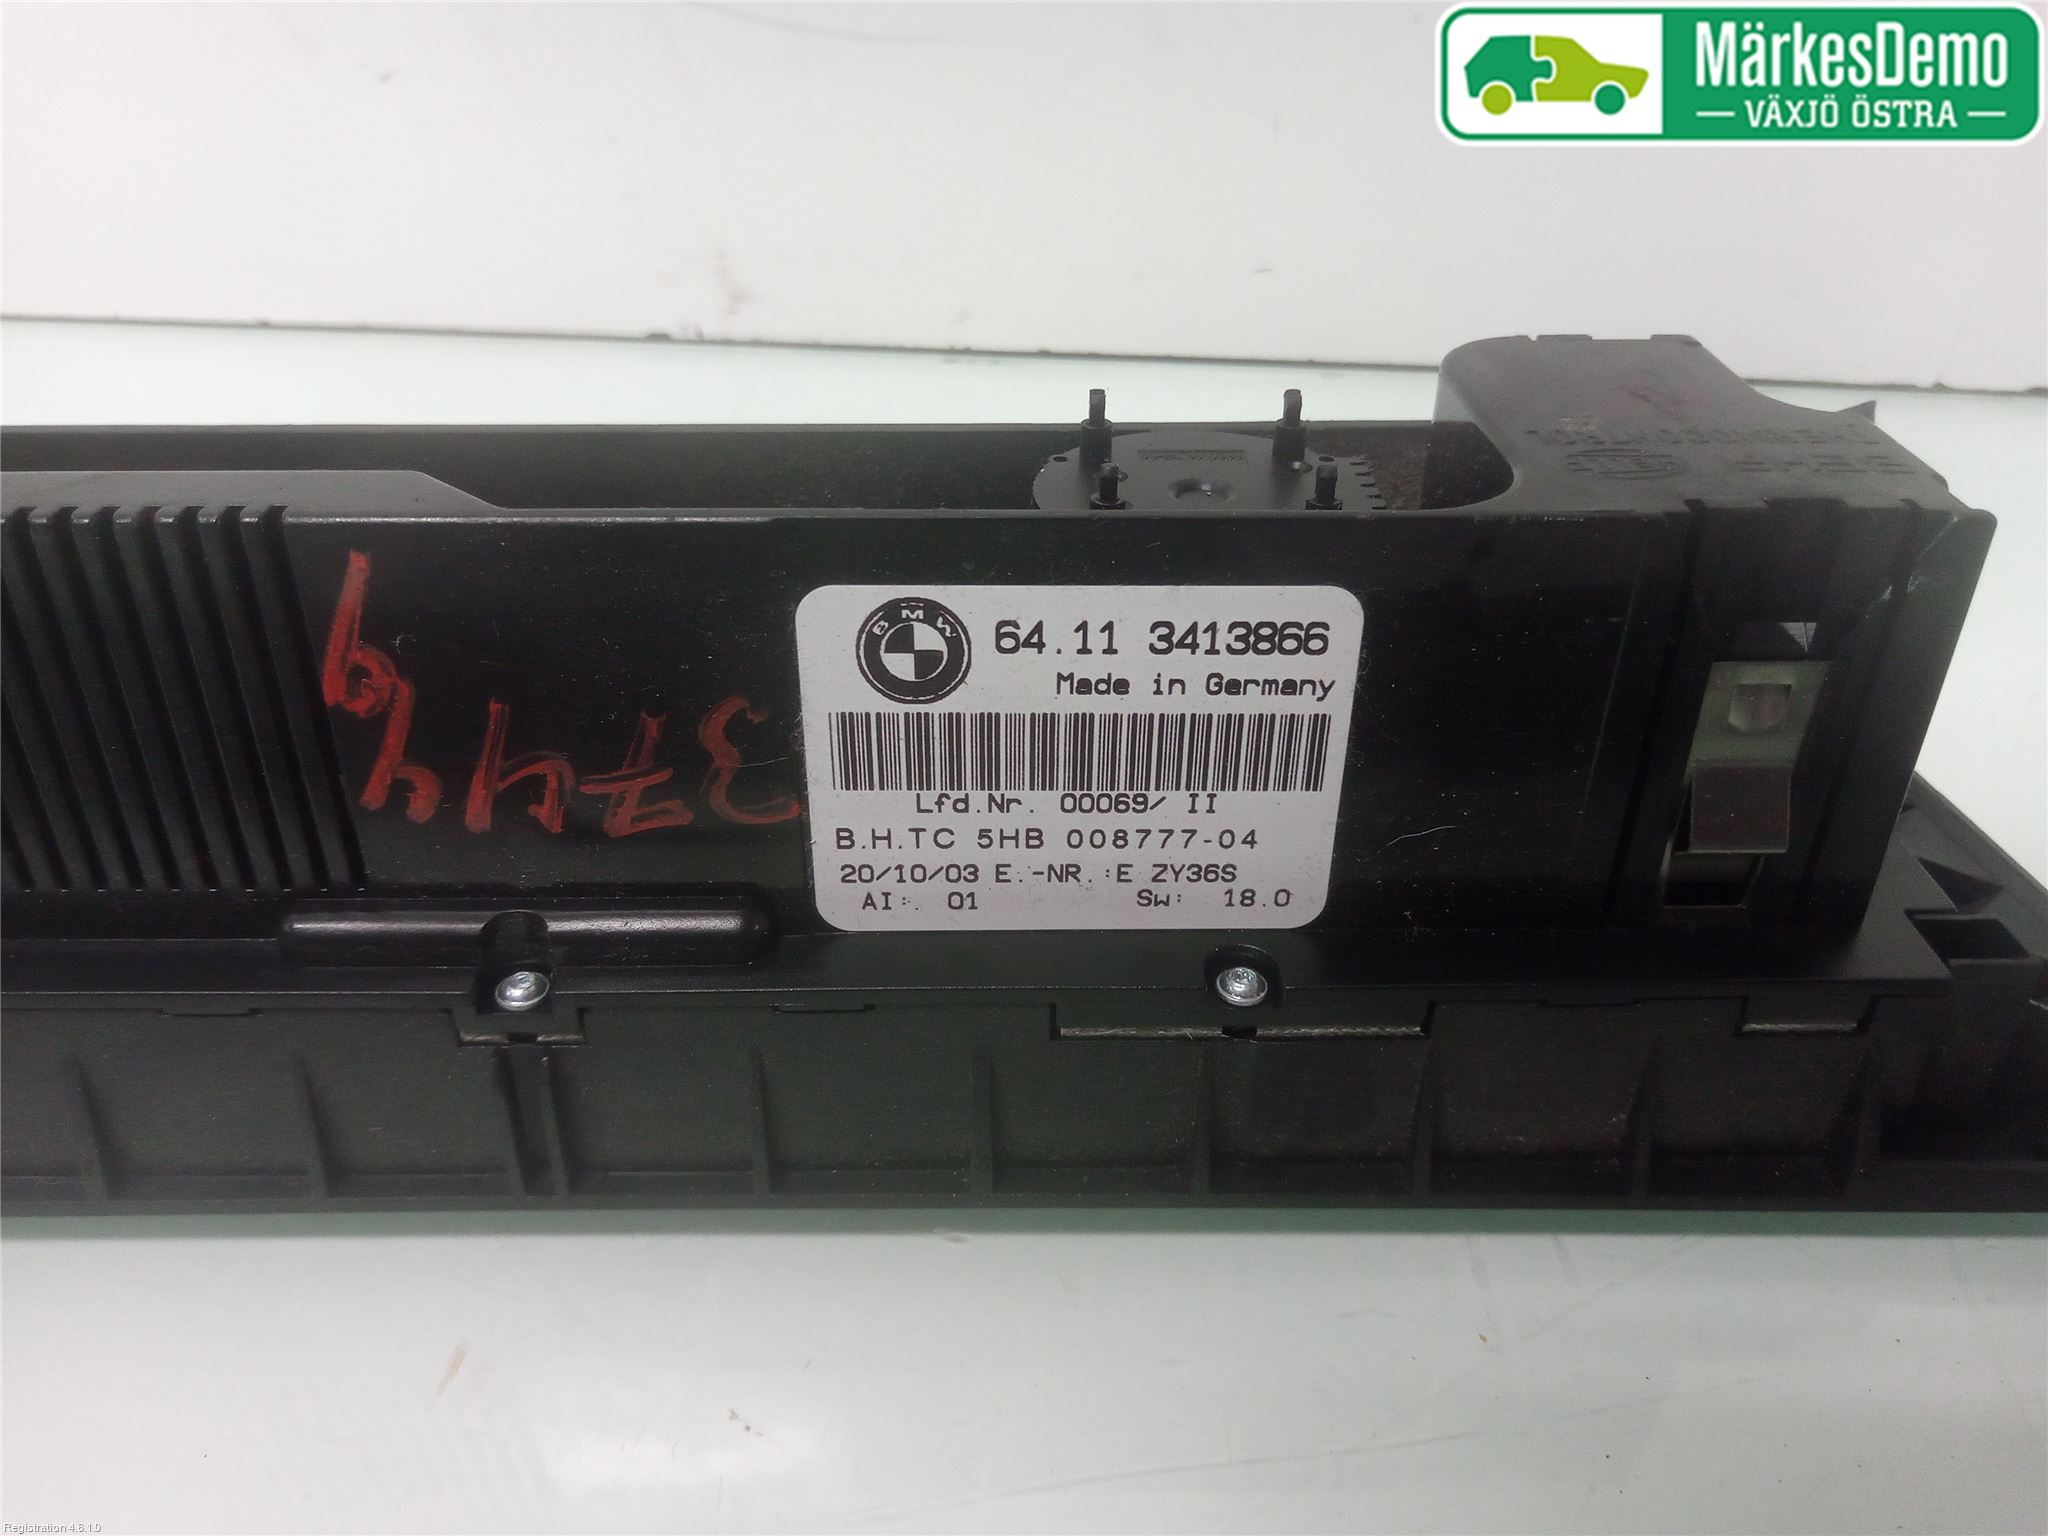 MärkesDemo
VÄXJÖ ÖSTRA
BMW
64.11 3413866
Made in Germany
Lfd.Nr. 00069/ II
B.H.TC 5HB 008777-04
20/10/03 E.-NR.:E ZY36S
AI:. 01 Sw: 18.0
Registration 4.6.1.0